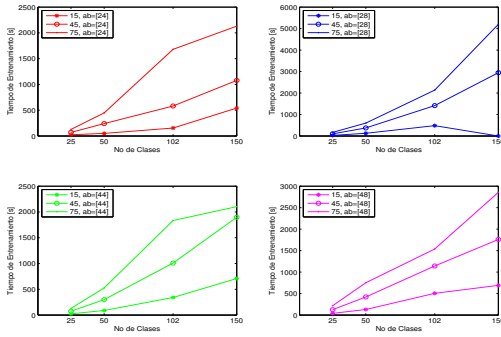 2500
2000
1500
1000
500
0
Tiempo de Entrenamiento [s]
15, ab=[24]
45, ab=[24]
75, ab=[24]
25 50 102 150
No de Clases
6000
5000
4000
3000
2000
1000
0
Tiempo de Entrenamiento [s]
15, ab=[28]
45, ab=[28]
75, ab=[28]
25 50 102 150
No de Clases
2500
2000
1500
1000
500
0
Tiempo de Entrenamiento [s]
15, ab=[44]
45, ab=[44]
75, ab=[44]
25 50 102 150
No de Clases
3000
2500
2000
1500
1000
500
0
Tiempo de Entrenamiento [s]
15, ab=[48]
45, ab=[48]
75, ab=[48]
25 50 102 150
No de Clases